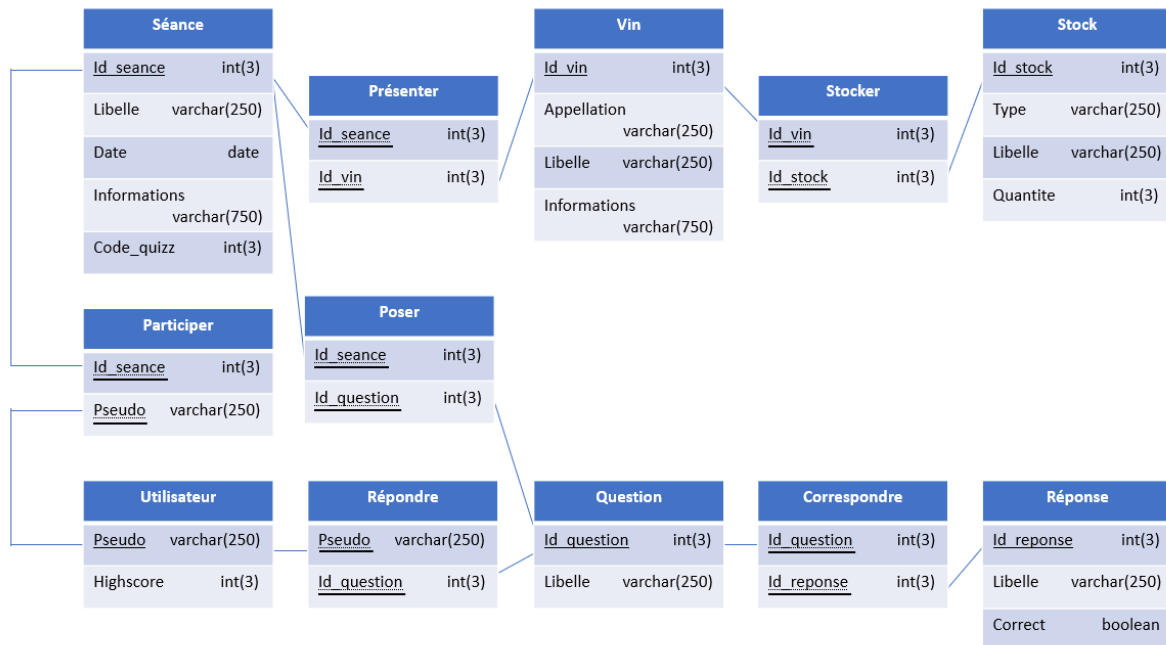 Séance
Id_seance int(3)
Libelle varchar(250)
Date date
Informations
varchar(750)
Code_quizz int(3)
Présenter
Id_seance int(3)
Id_vin int(3)
Vin
Id_vin int(3)
Appellation
varchar(250)
Libelle varchar(250)
Informations
varchar(750)
Stocker
Id_vin int(3)
Id_stock int(3)
Stock
Id_stock int(3)
Type varchar(250)
Libelle varchar(250)
Quantite int(3)
Participer
Id_seance int(3)
Pseudo varchar(250)
Poser
Id_seance int(3)
Id_question int(3)
Utilisateur
Pseudo varchar(250)
Highscore int(3)
Répondre
Pseudo varchar(250)
Id_question int(3)
Question
Id_question int(3)
Libelle varchar(250)
Correspondre
Id_question int(3)
Id_reponse int(3)
Réponse
Id_reponse int(3)
Libelle varchar(250)
Correct boolean